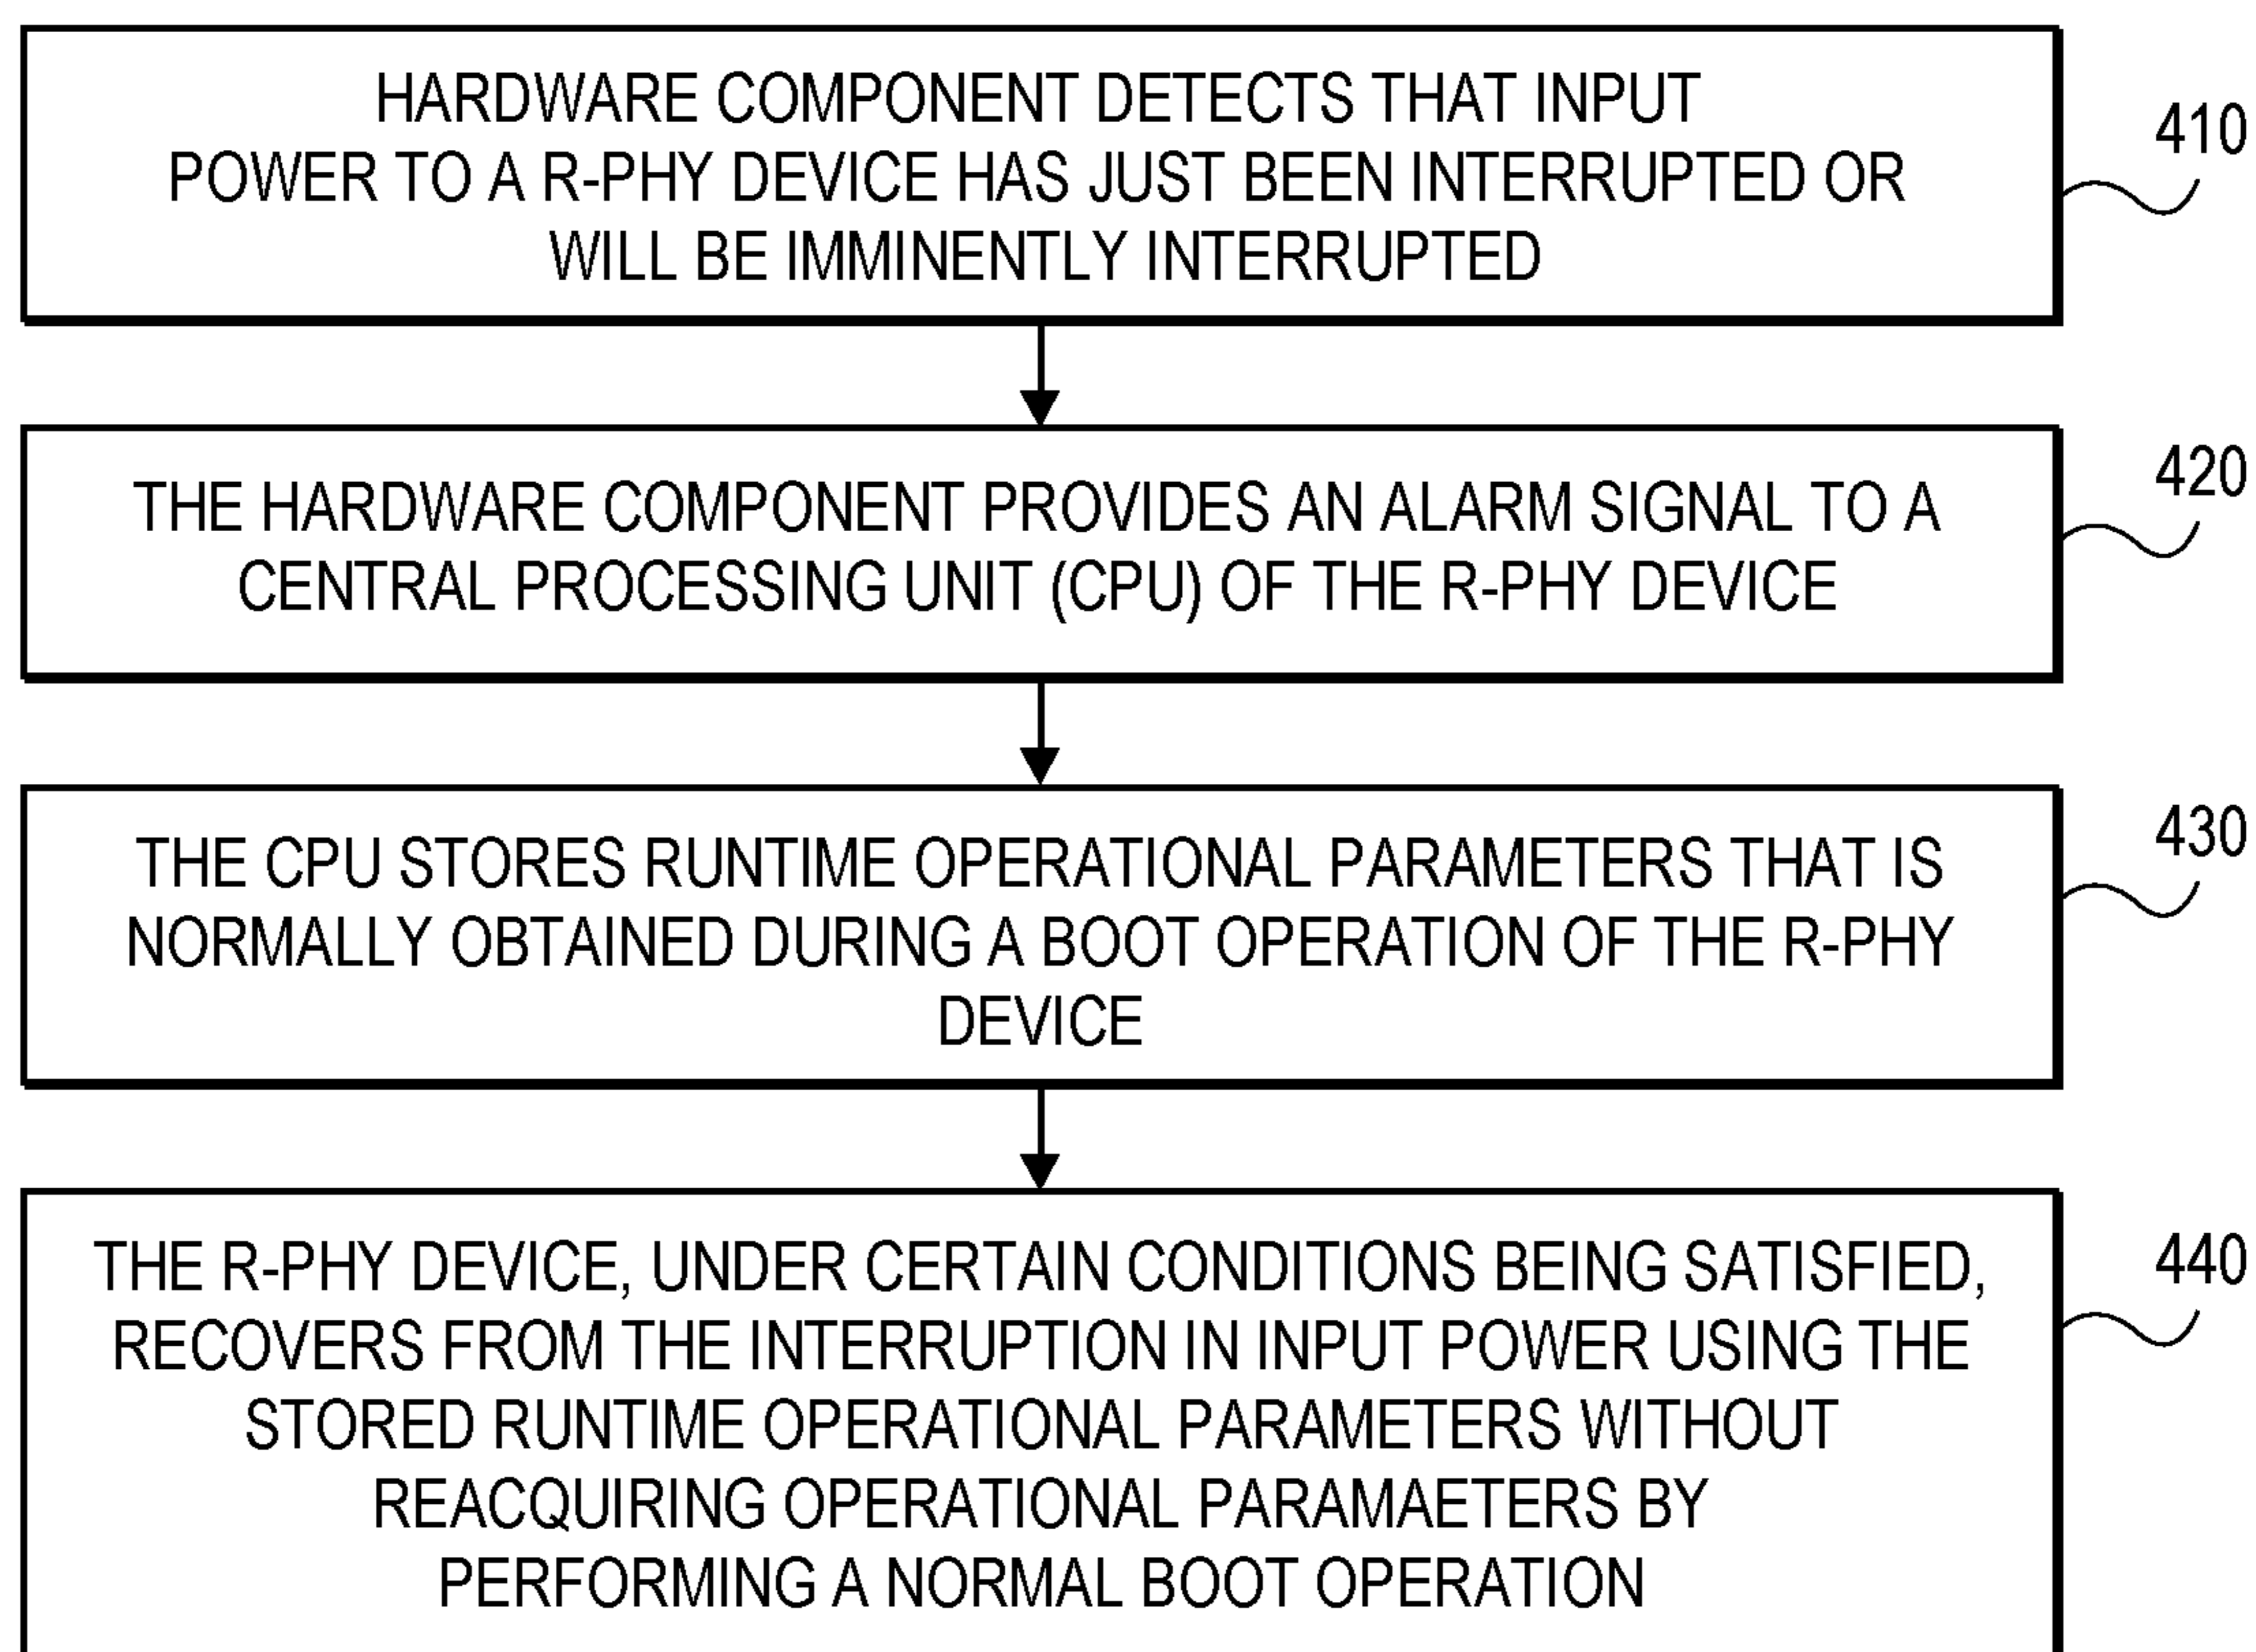 HARDWARE COMPONENT DETECTS THAT INPUT
POWER TO A R-PHY DEVICE HAS JUST BEEN INTERRUPTED OR
WILL BE IMMINENTLY INTERRUPTED
410
THE HARDWARE COMPONENT PROVIDES AN ALARM SIGNAL TO A
CENTRAL PROCESSING UNIT (CPU) OF THE R-PHY DEVICE
420
THE CPU STORES RUNTIME OPERATIONAL PARAMETERS THAT IS
NORMALLY OBTAINED DURING A BOOT OPERATION OF THE R-PHY
DEVICE
430
THE R-PHY DEVICE, UNDER CERTAIN CONDITIONS BEING SATISFIED,
RECOVERS FROM THE INTERRUPTION IN INPUT POWER USING THE
STORED RUNTIME OPERATIONAL PARAMETERS WITHOUT
REACQUIRING OPERATIONAL PARAMAETERS BY
PERFORMING A NORMAL BOOT OPERATION
440